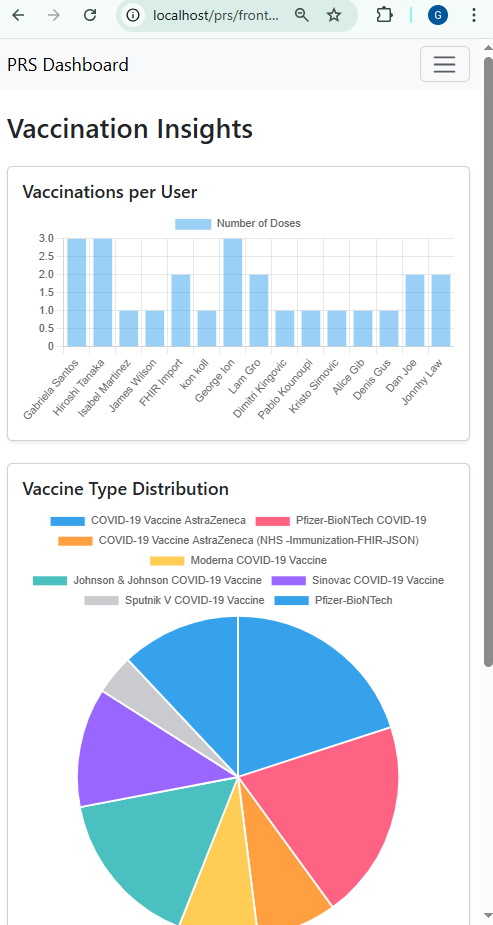 localhost/prs/front...
G
PRS Dashboard
Vaccination Insights
Vaccinations per User
Number of Doses
3.0
2.5
2.0
1.5
1.0
0.5
0
Gabriela Santos
Hiroshi Tanaka
Isabel Martinez
James Wilson
FHIR Import
kon koll
George Ion
Lam Gro
Dimitri Kingovic
Pablo Kounoupi
Kristo Simovic
Alice Gib
Denis Gus
Dan Joe
Jonnhy Law
Vaccine Type Distribution
COVID-19 Vaccine AstraZeneca Pfizer-BioNTech COVID-19
COVID-19 Vaccine AstraZeneca (NHS -Immunization-FHIR-JSON)
Moderna COVID-19 Vaccine
Johnson & Johnson COVID-19 Vaccine Sinovac COVID-19 Vaccine
Sputnik V COVID-19 Vaccine Pfizer-BioNTech